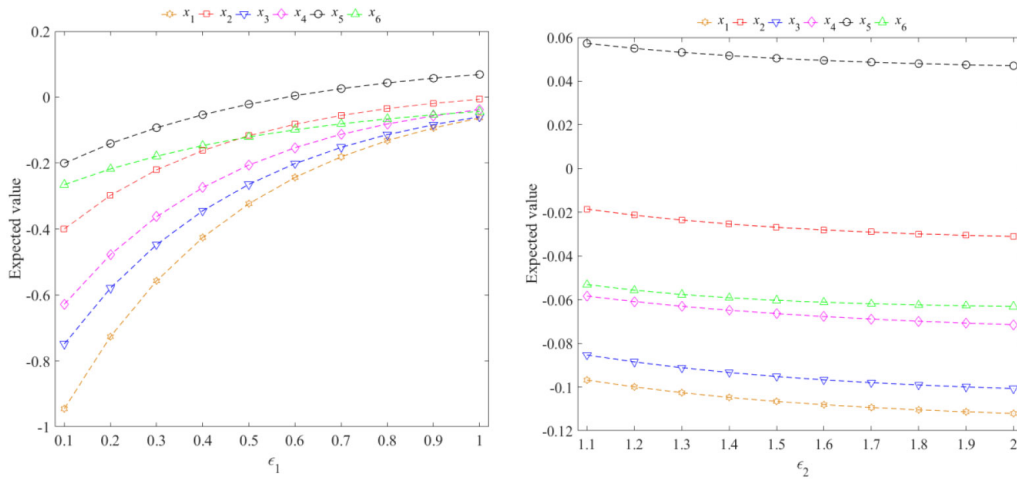 x1 x2 x3 x4 x5 x6
0.2
0
-0.2
-0.4
-0.6
-0.8
-1
Expected value
0.1 0.2 0.3 0.4 0.5 0.6 0.7 0.8 0.9 1
ϵ1
x1 x2 x3 x4 x5 x6
0.06
0.04
0.02
0
-0.02
-0.04
-0.06
-0.08
-0.1
-0.12
Expected value
1.1 1.2 1.3 1.4 1.5 1.6 1.7 1.8 1.9 2
ϵ2